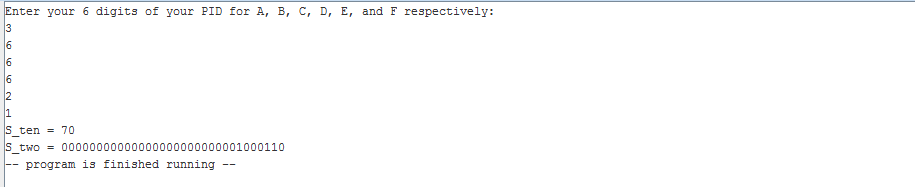 Enter your 6 digits of your PID for A, B, C, D, E, and F respectively:
3
6
6
6
2
1
S_ten = 70
S_two = 00000000000000000000000001000110
-- program is finished running --